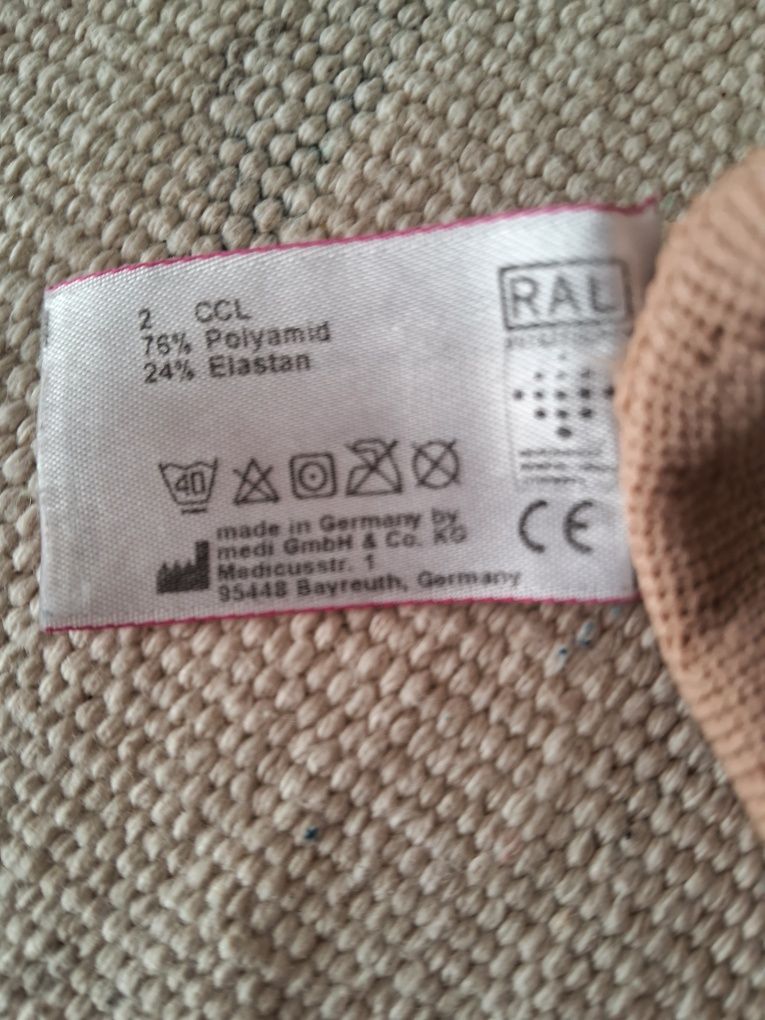 2 CCL
76% Polyamid
24% Elastan
40
made in Germany by
medi GmbH & Co. KG
Medicusstr. 1
95448 Bayreuth, Germany
RAL
CE